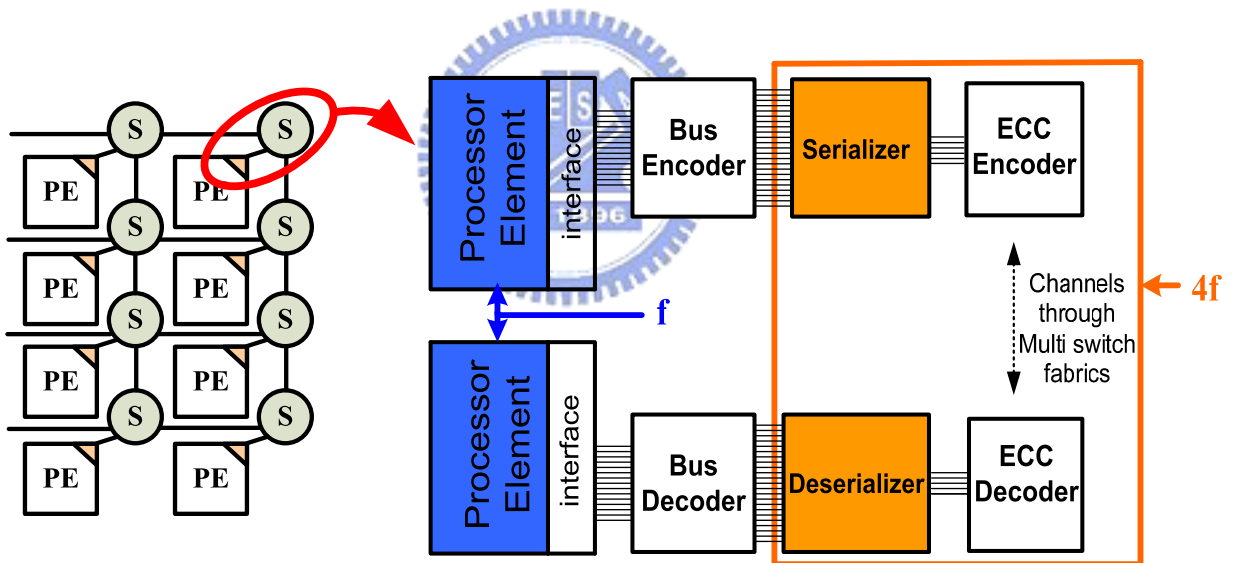 S
S
PE
PE
S
S
PE
PE
S
S
PE
PE
S
S
PE
PE
Processor
Element
interface
Bus
Encoder
Serializer
ECC
Encoder
f
Channels
through
Multi switch
fabrics
4f
Processor
Element
interface
Bus
Decoder
Deserializer
ECC
Decoder
E S
1896